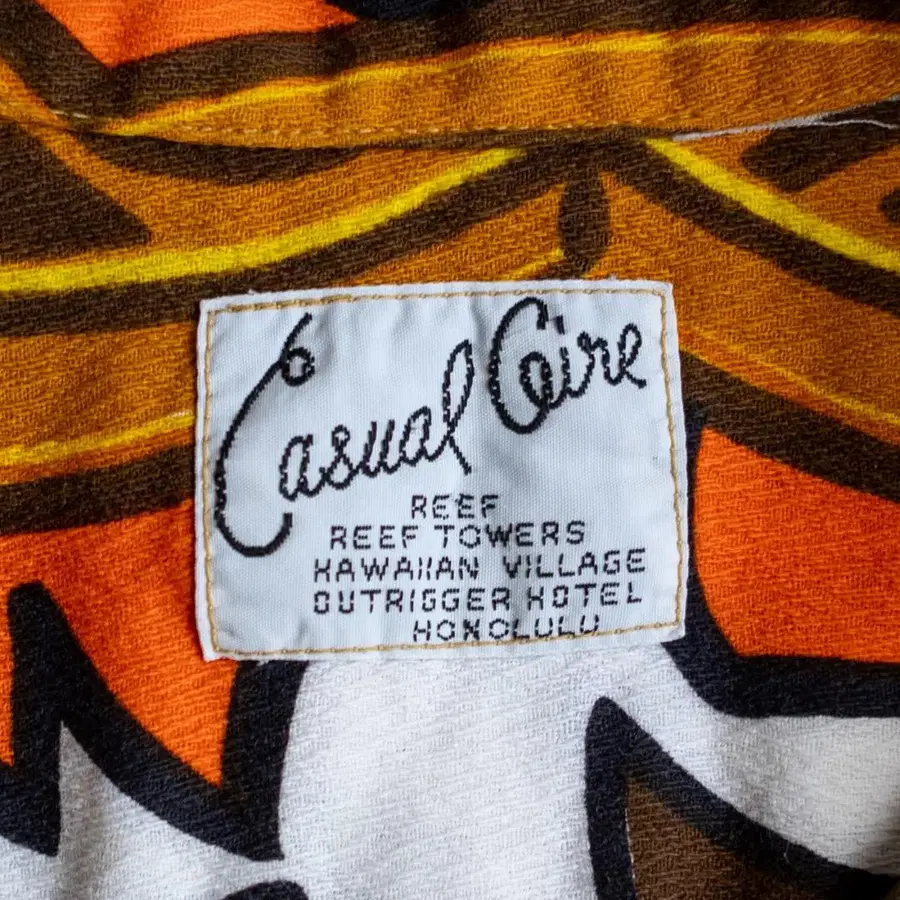 Casual Aire
REEF
REEF TOWERS
HAWAIIAN VILLAGE
OUTRIGGER HOTEL
HONOLULU